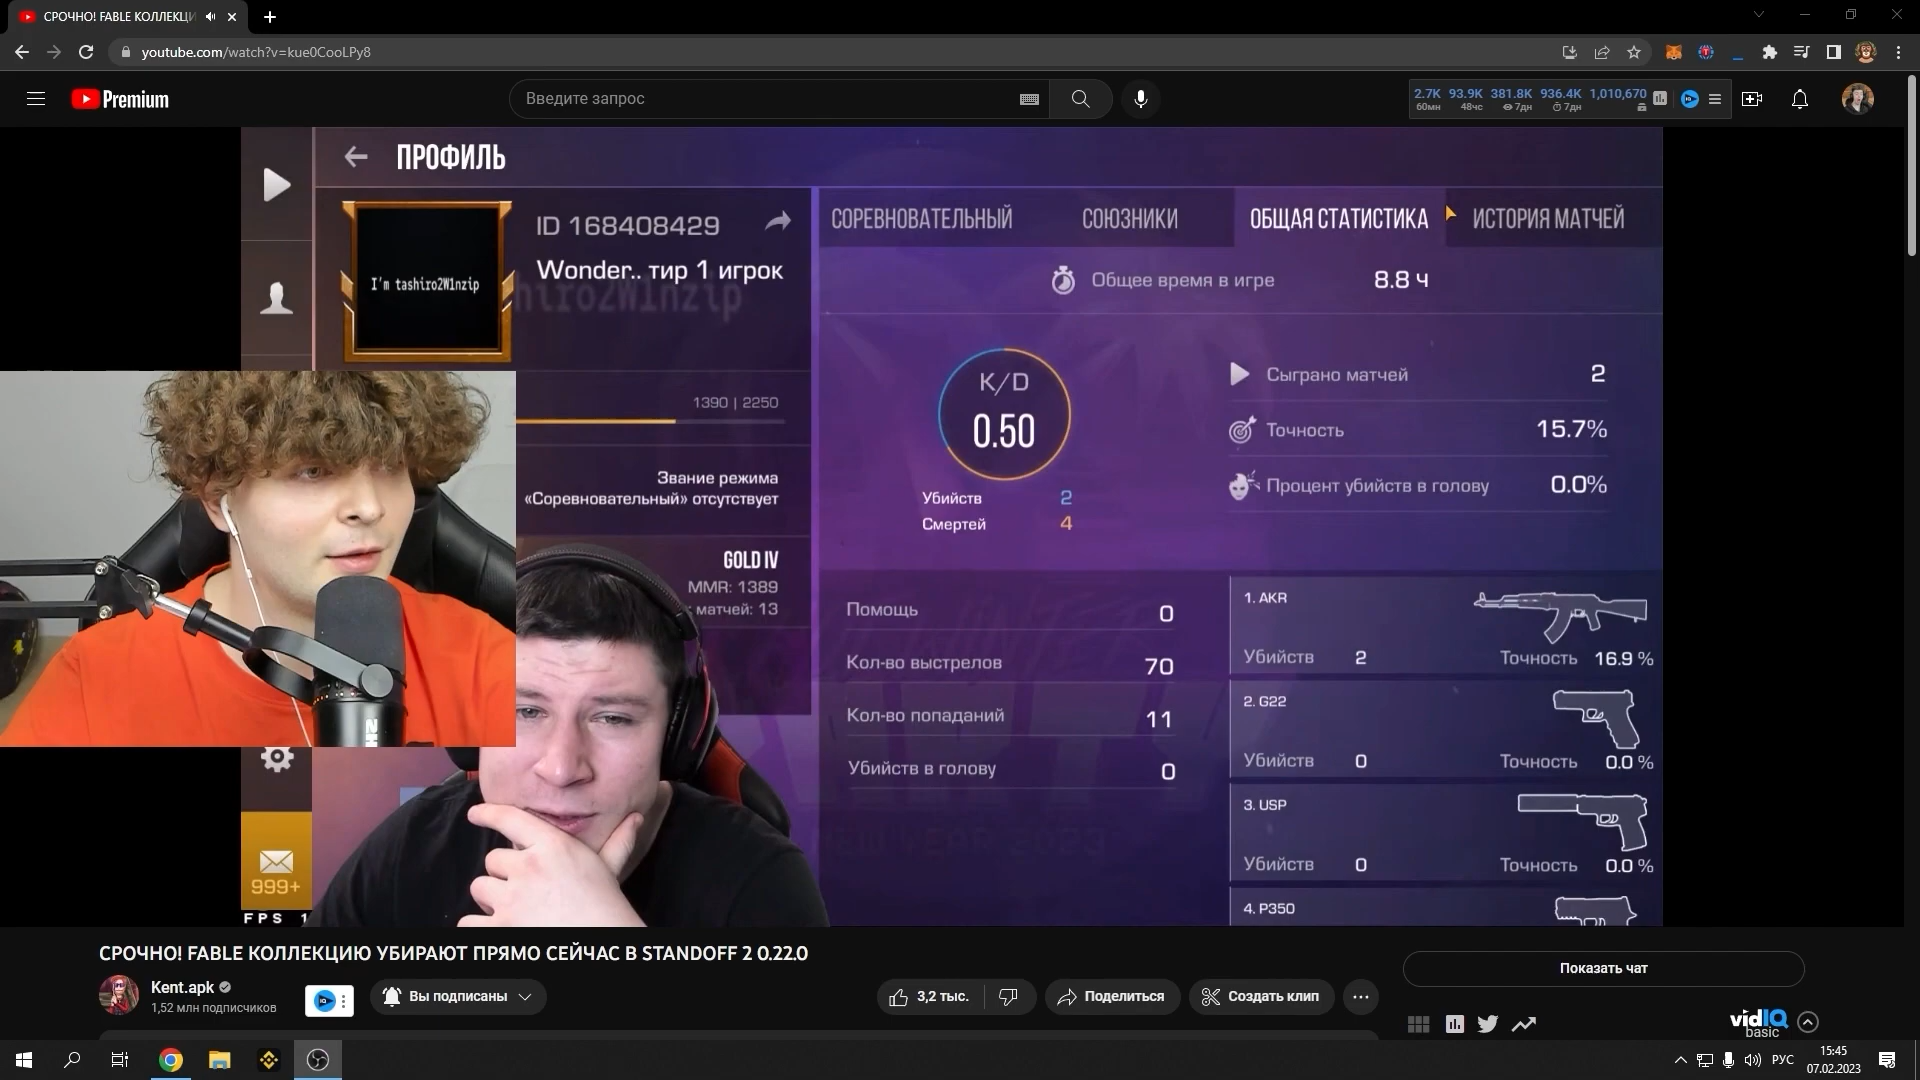 СРОЧНО! FABLE КОЛЛЕКЦИ
youtube.com/watch?v=kue0CooLPy8
Premium
Введите запрос
2.7K 93.9K 381.8K 936.4K 1,010,670
60мн 48чс 7дн 7дн
ПРОФИЛЬ
ID 168408429
Wonder.. тир 1 игрок
I'm tashiro2W1nzip
1390 | 2250
Звание режима
«Соревновательный» отсутствует
GOLD IV
MMR: 1389
матчей: 13
СОРЕВНОВАТЕЛЬНЫЙ СОЮЗНИКИ ОБЩАЯ СТАТИСТИКА ИСТОРИЯ МАТЧЕЙ
Общее время в игре 8.8 ч
K/D
0.50
Убийств 2
Смертей 4
Сыграно матчей 2
Точность 15.7%
Процент убийств в голову 0.0%
Помощь 0
Кол-во выстрелов 70
Кол-во попаданий 11
Убийств в голову 0
1. AKR
Убийств 2 Точность 16.9 %
2. G22
Убийств 0 Точность 0.0 %
3. USP
Убийств 0 Точность 0.0 %
4. P350
999+
FPS 1
СРОЧНО! FABLE КОЛЛЕКЦИЮ УБИРАЮТ ПРЯМО СЕЙЧАС В STANDOFF 2 0.22.0
Kent.apk
1,52 млн подписчиков
Вы подписаны
3,2 тыс.
Поделиться
Создать клип
Показать чат
vidIQ
basic
РУС
15:45
07.02.2023